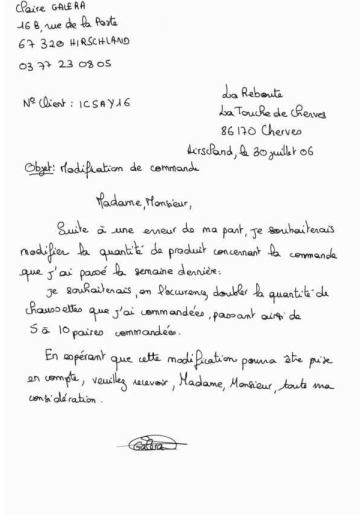 Claire GALERA
16 B, rue de la Poste
67 320 HIRSCHLAND
03 77 23 08 05
N° Client : ICSAY16
La Reboute
La Touche de Cherves
86170 Cherves
Hirschland, le 30 juillet 06
Objet: Modification de commande
Madame, Monsieur,
Suite à une erreur de ma part, je souhaiterais
modifier la quantité de produit concernant la commande
que j'ai passé la semaine dernière.
Je souhaiterais, en l'occurence, doubler la quantité de
chaussettes que j'ai commandées, passant ainsi de
5 à 10 paires commandées.
En espérant que cette modification pourra être prise
en compte, veuillez recevoir, Madame, Monsieur, toute ma
considération.
Galera